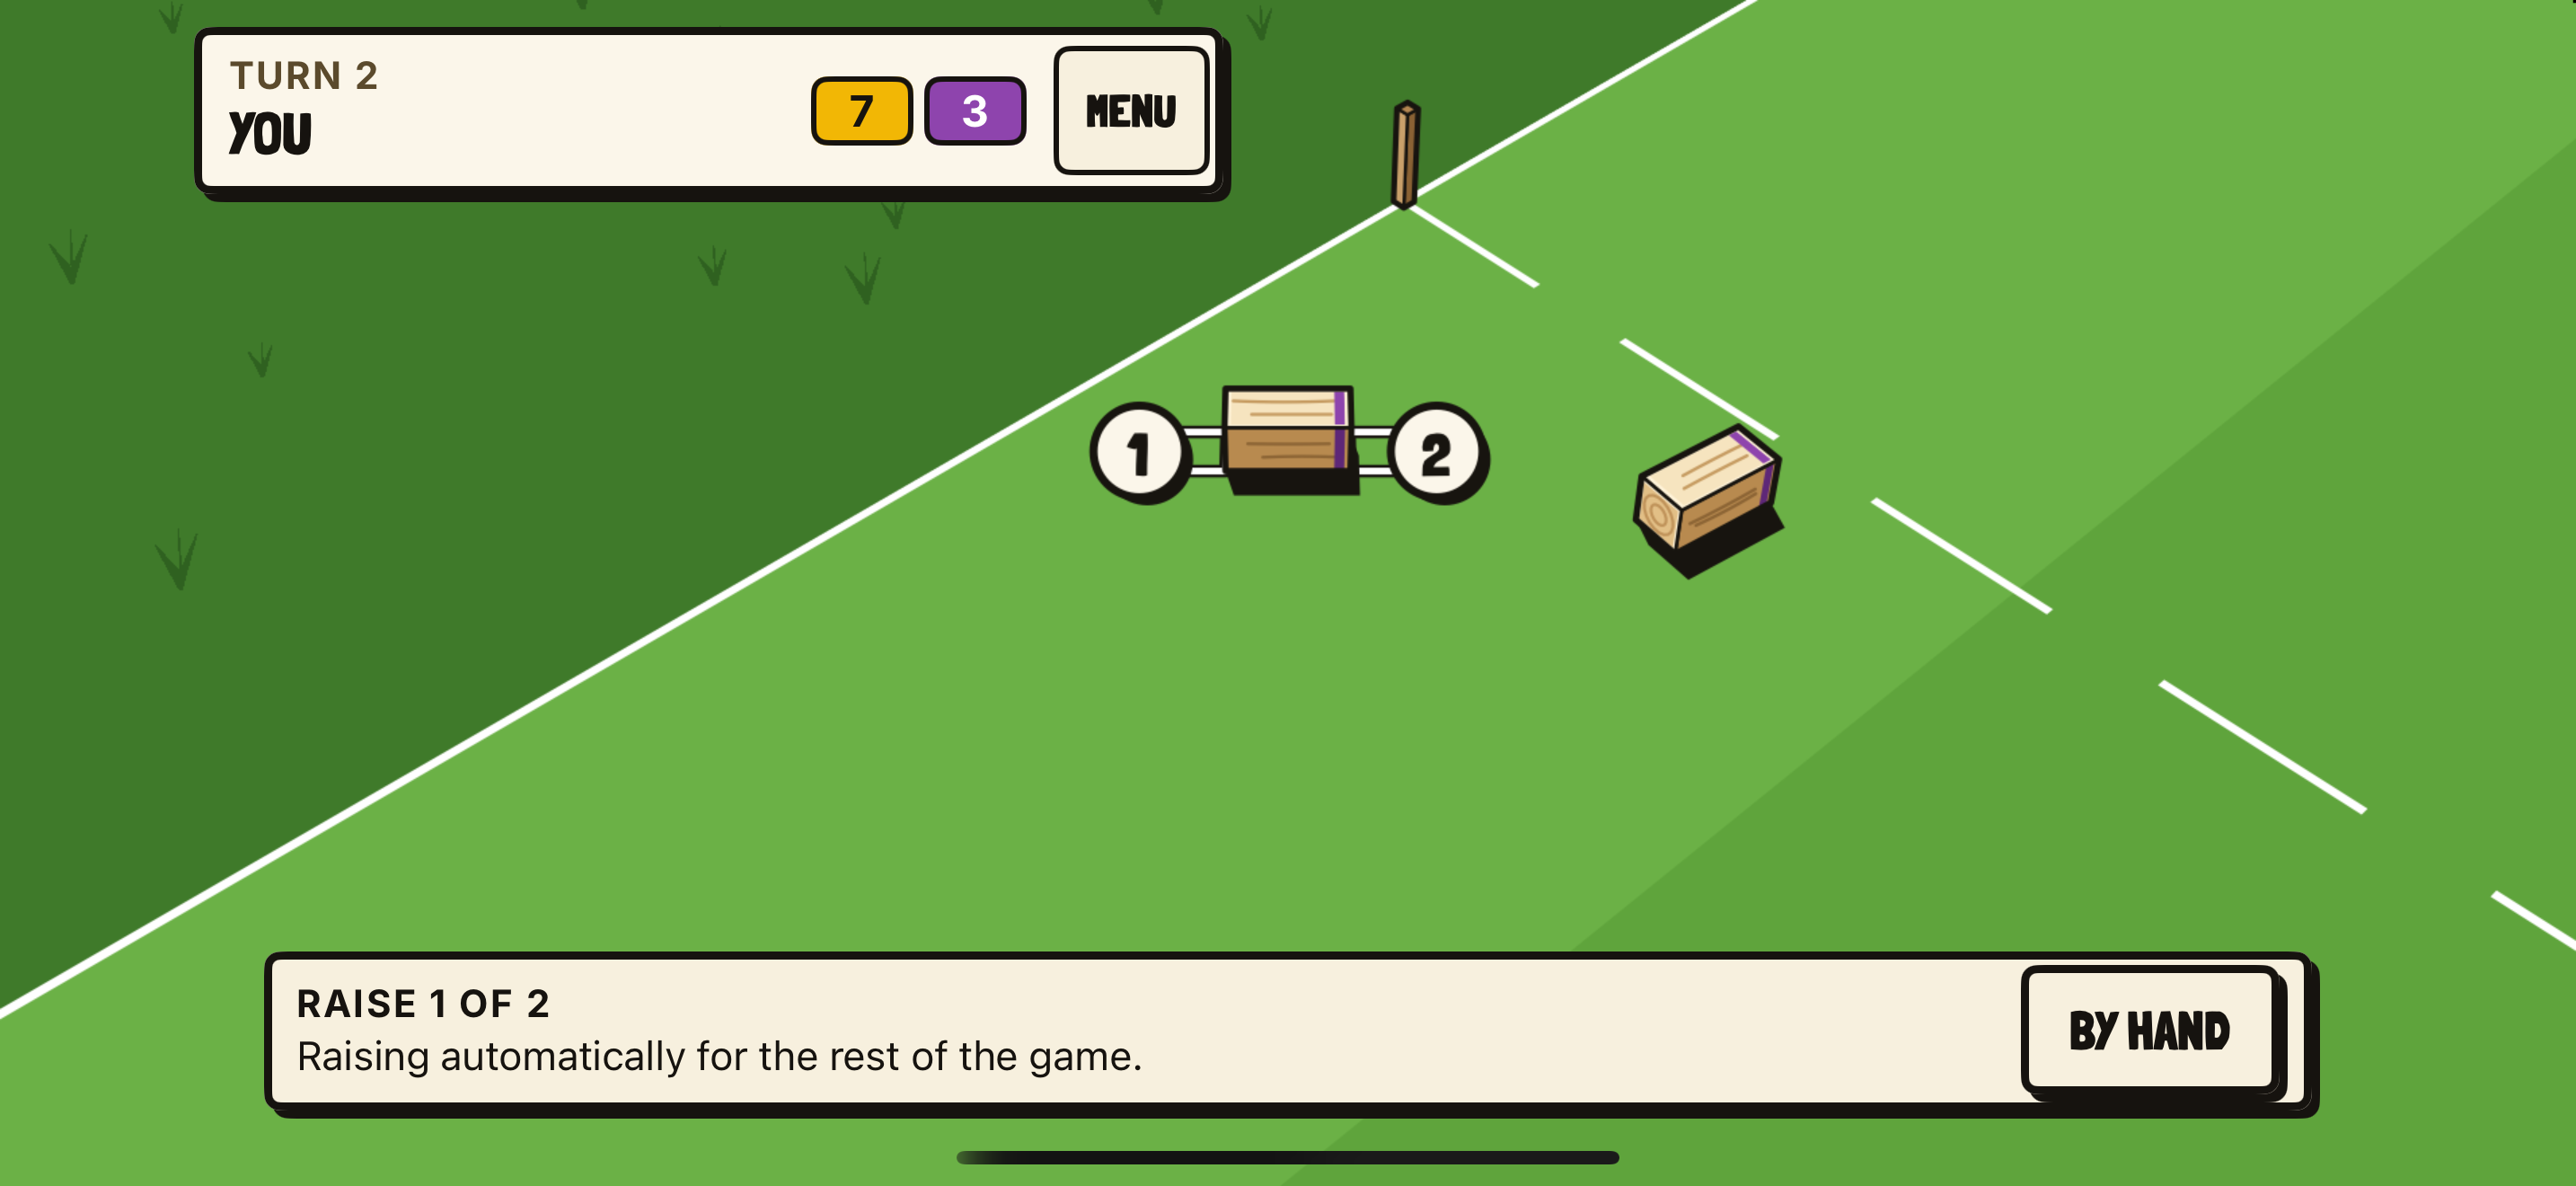 TURN 2
YOU
7 3
MENU
1 2
RAISE 1 OF 2
Raising automatically for the rest of the game.
BY HAND